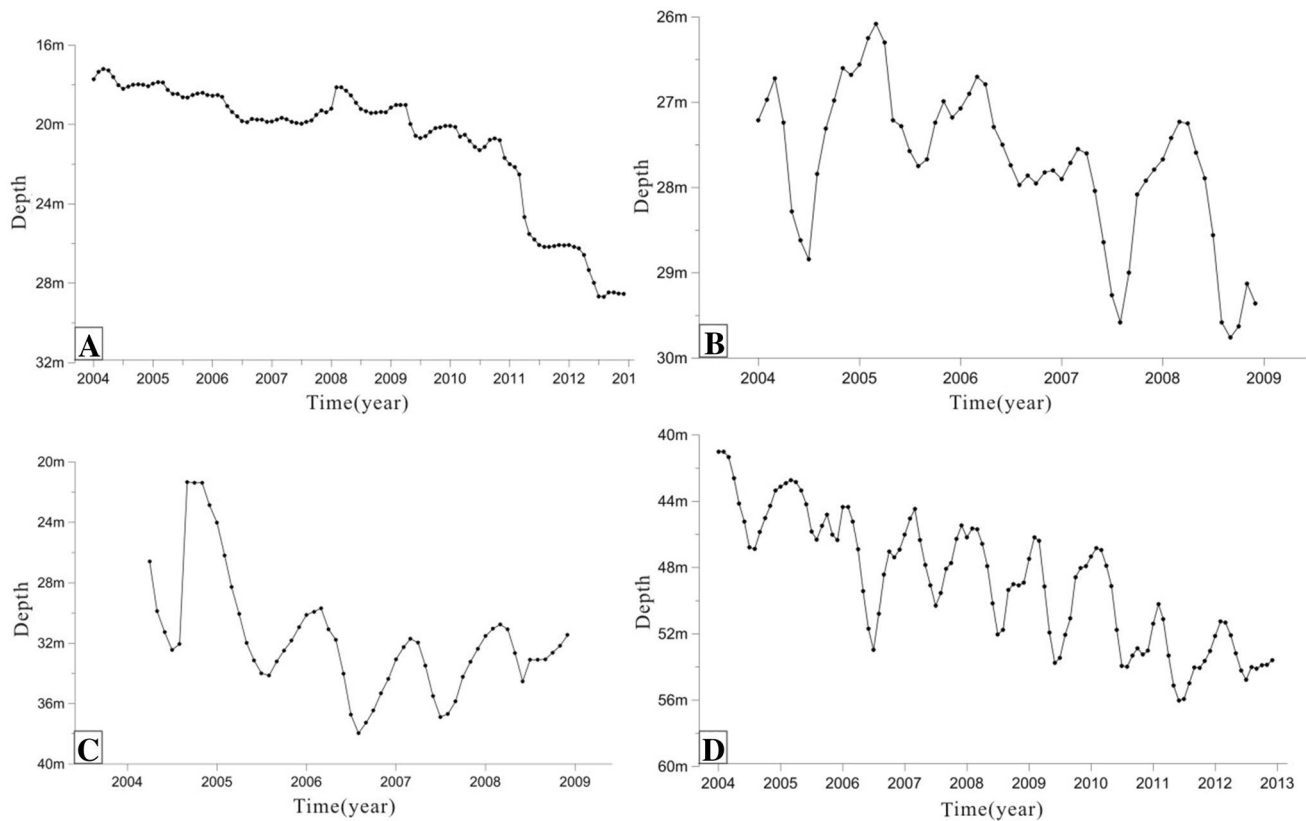 16m
20m
24m
28m
32m
Depth
A
2004 2005 2006 2007 2008 2009 2010 2011 2012 201
Time(year)
26m
27m
28m
29m
30m
Depth
B
2004 2005 2006 2007 2008 2009
Time(year)
20m
24m
28m
32m
36m
40m
Depth
C
2004 2005 2006 2007 2008 2009
Time(year)
40m
44m
48m
52m
56m
60m
Depth
D
2004 2005 2006 2007 2008 2009 2010 2011 2012 2013
Time(year)